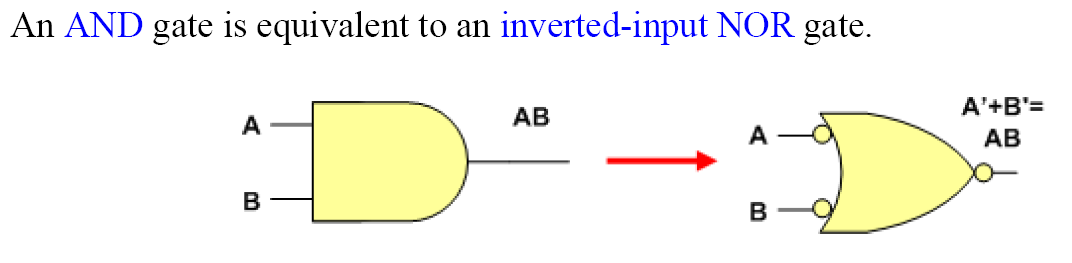 An AND gate is equivalent to an inverted-input NOR gate.
A
AB
B
A
B
A'+B'=
AB